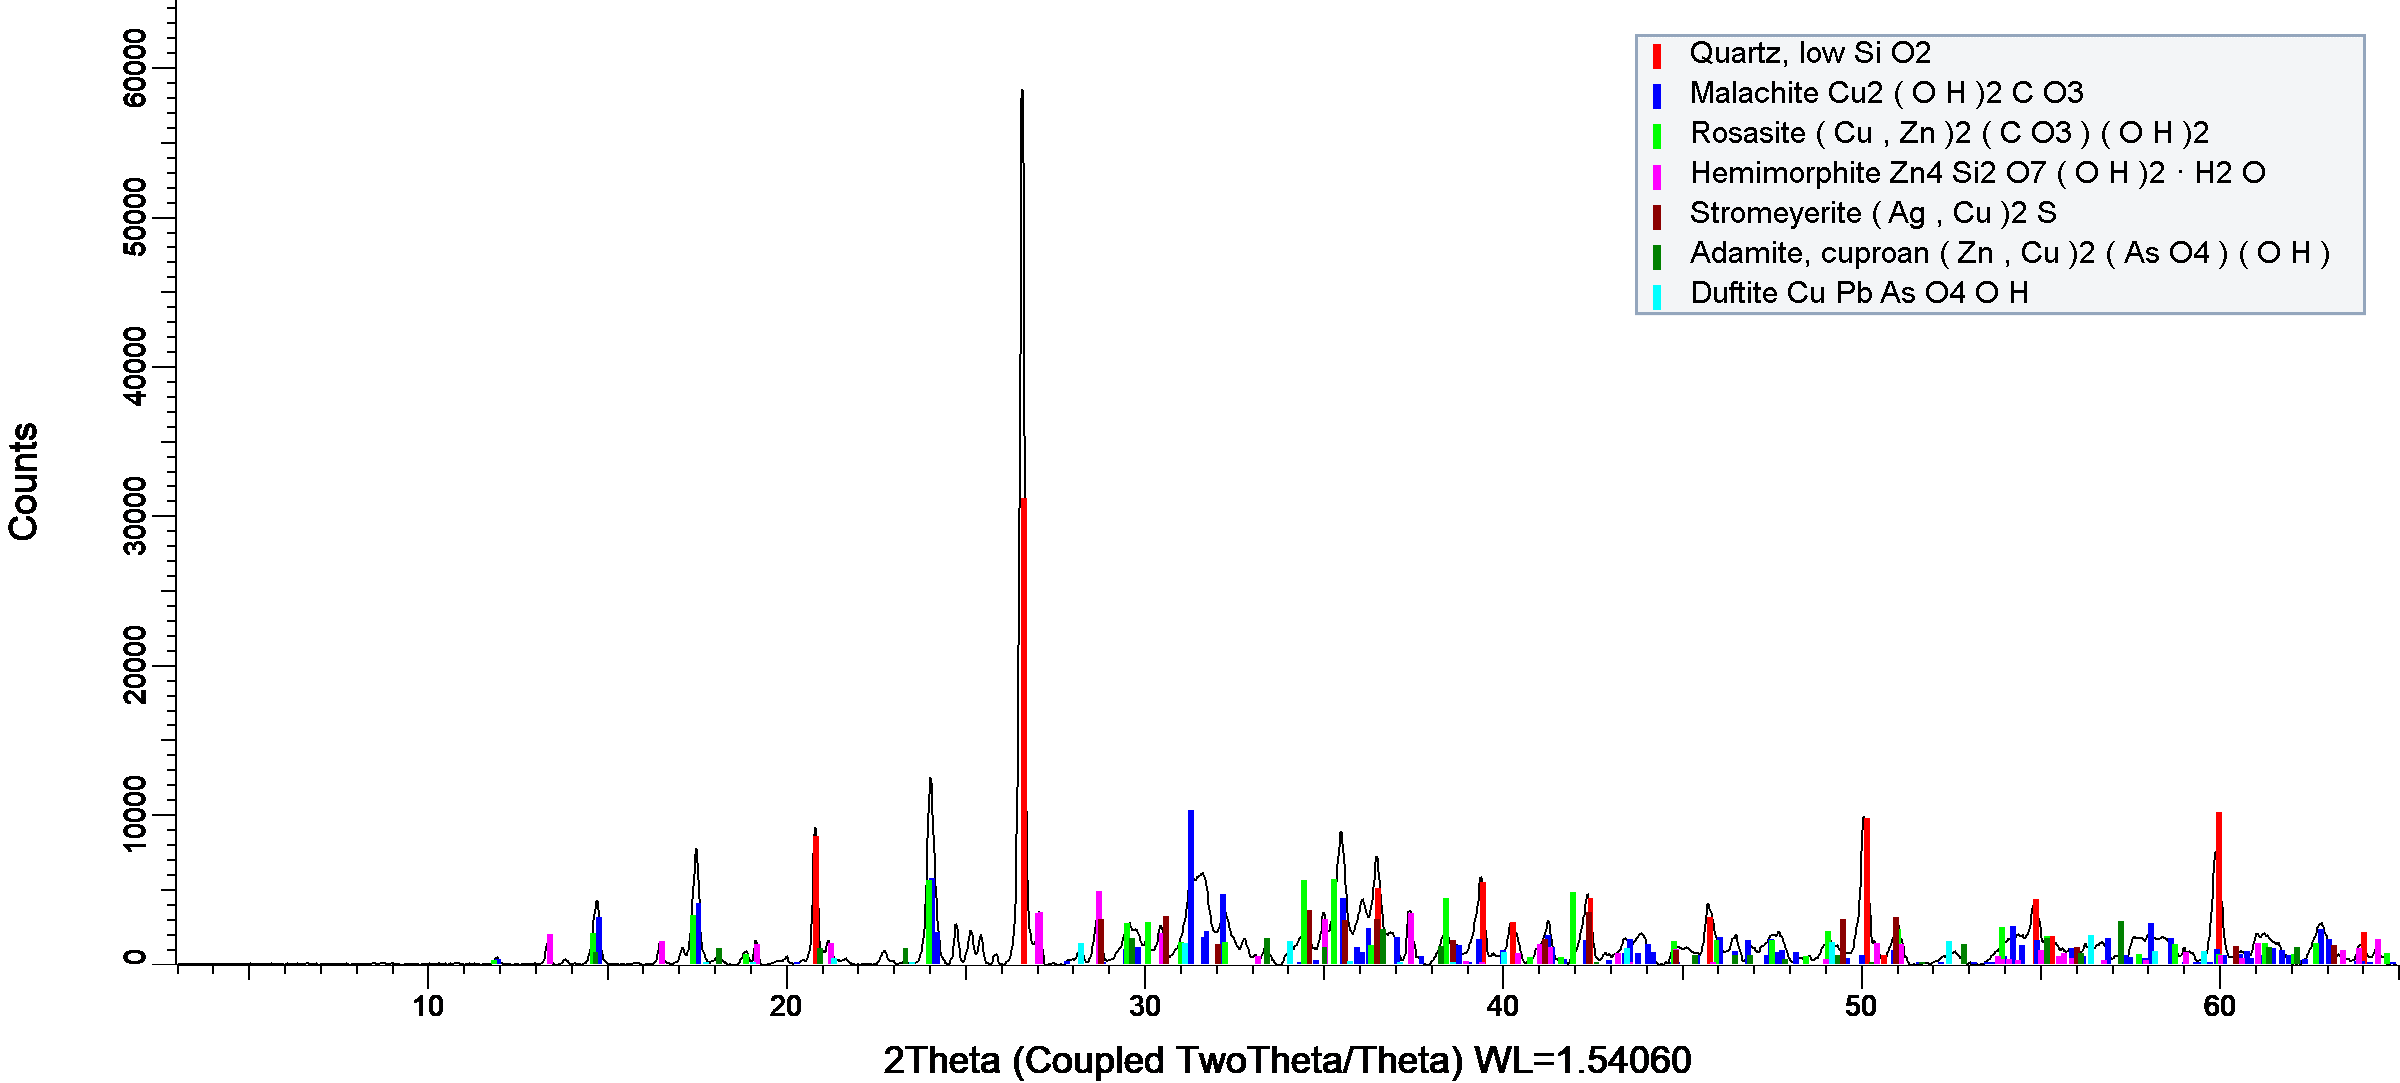 60000
50000
40000
30000
20000
10000
0
Counts
Quartz, low Si O2
Malachite Cu2 ( O H )2 C O3
Rosasite ( Cu , Zn )2 ( C O3 ) ( O H )2
Hemimorphite Zn4 Si2 O7 ( O H )2 · H2 O
Stromeyerite ( Ag , Cu )2 S
Adamite, cuproan ( Zn , Cu )2 ( As O4 ) ( O H )
Duftite Cu Pb As O4 O H
10 20 30 40 50 60
2Theta (Coupled TwoTheta/Theta) WL=1.54060